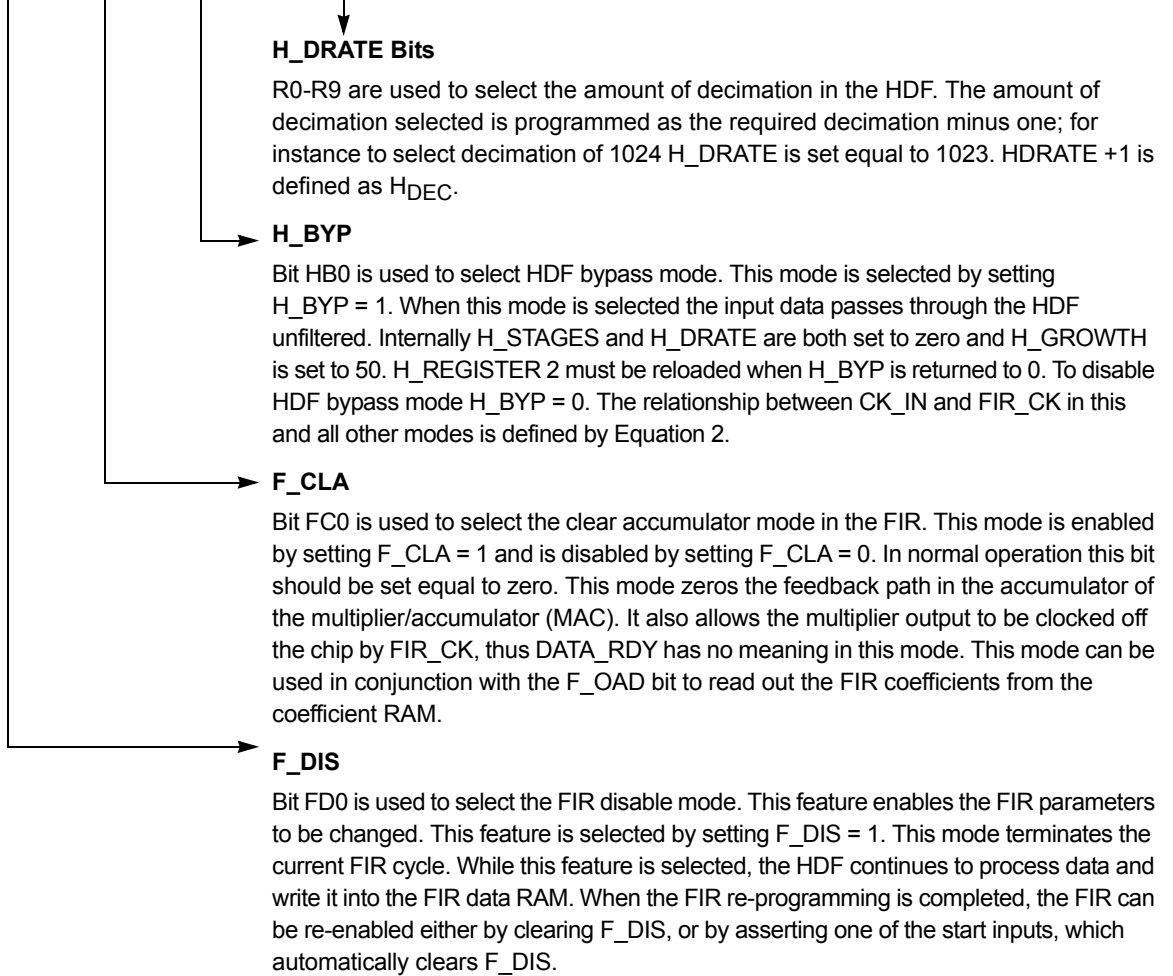 H_DRATE Bits
R0-R9 are used to select the amount of decimation in the HDF. The amount of
decimation selected is programmed as the required decimation minus one; for
instance to select decimation of 1024 H_DRATE is set equal to 1023. HDRATE +1 is
defined as HDEC.
H_BYP
Bit HB0 is used to select HDF bypass mode. This mode is selected by setting
H_BYP = 1. When this mode is selected the input data passes through the HDF
unfiltered. Internally H_STAGES and H_DRATE are both set to zero and H_GROWTH
is set to 50. H_REGISTER 2 must be reloaded when H_BYP is returned to 0. To disable
HDF bypass mode H_BYP = 0. The relationship between CK_IN and FIR_CK in this
and all other modes is defined by Equation 2.
F_CLA
Bit FC0 is used to select the clear accumulator mode in the FIR. This mode is enabled
by setting F_CLA = 1 and is disabled by setting F_CLA = 0. In normal operation this bit
should be set equal to zero. This mode zeros the feedback path in the accumulator of
the multiplier/accumulator (MAC). It also allows the multiplier output to be clocked off
the chip by FIR_CK, thus DATA_RDY has no meaning in this mode. This mode can be
used in conjunction with the F_OAD bit to read out the FIR coefficients from the
coefficient RAM.
F_DIS
Bit FD0 is used to select the FIR disable mode. This feature enables the FIR parameters
to be changed. This feature is selected by setting F_DIS = 1. This mode terminates the
current FIR cycle. While this feature is selected, the HDF continues to process data and
write it into the FIR data RAM. When the FIR re-programming is completed, the FIR can
be re-enabled either by clearing F_DIS, or by asserting one of the start inputs, which
automatically clears F_DIS.